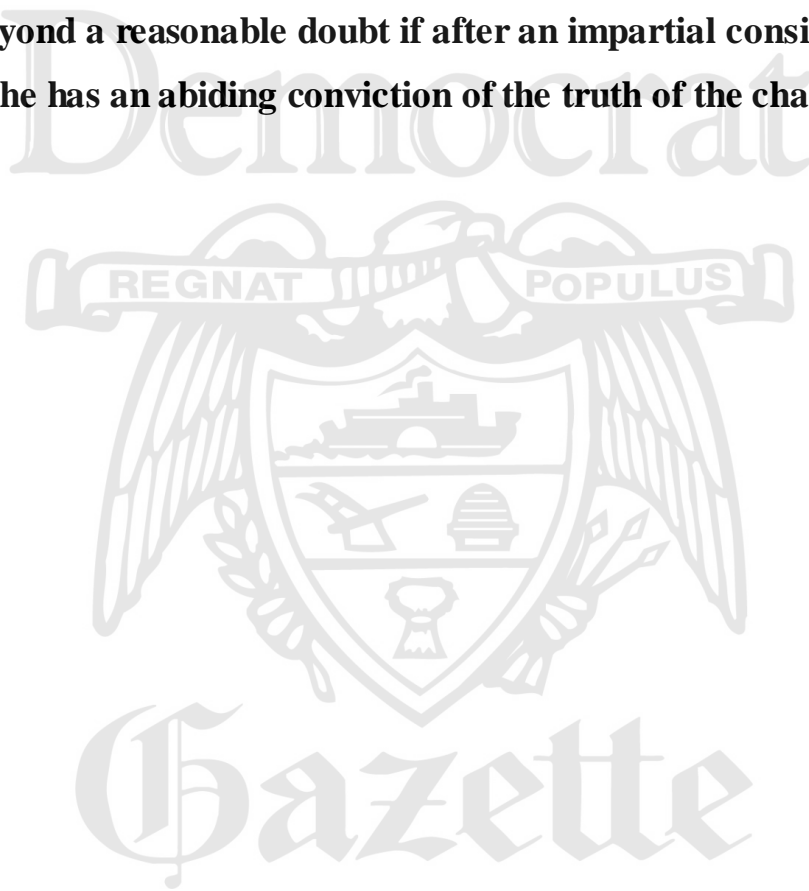 yond a reasonable doubt if after an impartial consi
Democrat
he has an abiding conviction of the truth of the cha
REGNAT POPULUS
Gazette